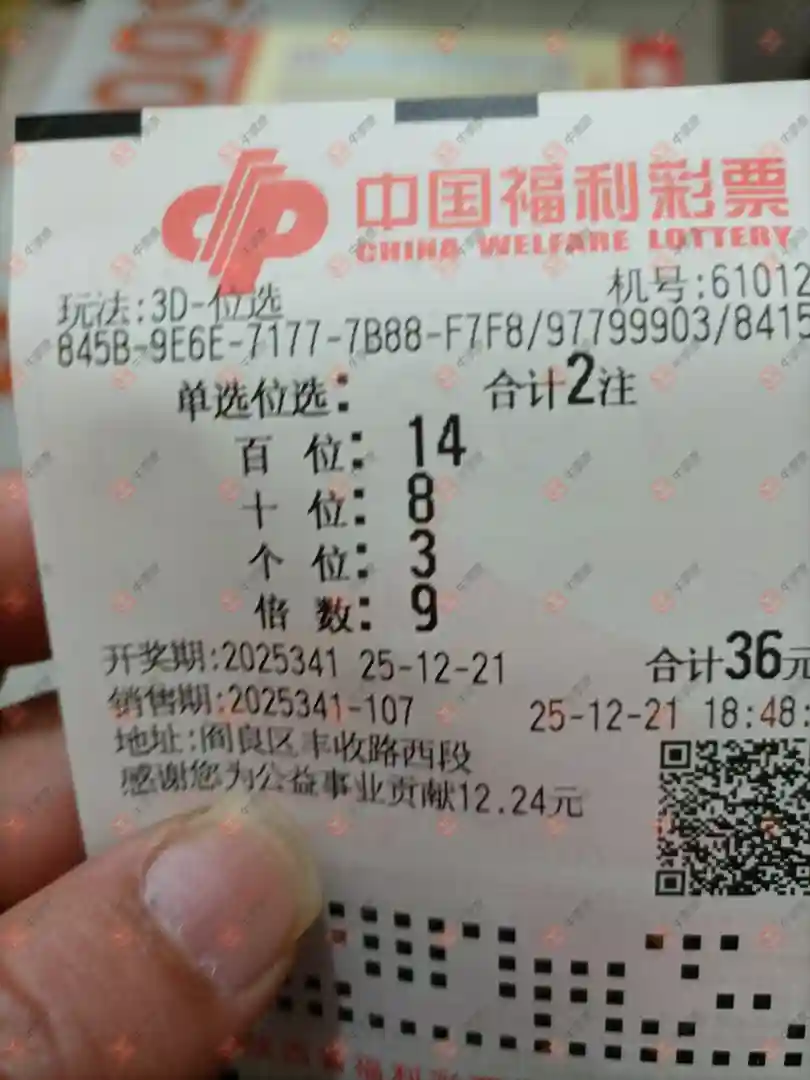 中国福利彩票
CHINA WELFARE LOTTERY
玩法:3D-位选 机号:61012
845B-9E6E-7177-7B88-F7F8/97799903/8415
单选位选: 合计2注
百 位: 14
十 位: 8
个 位: 3
倍 数: 9
开奖期:2025341 25-12-21 合计36元
销售期:2025341-107 25-12-21 18:48:
地址:阎良区丰收路西段
感谢您为公益事业贡献12.24元
福利